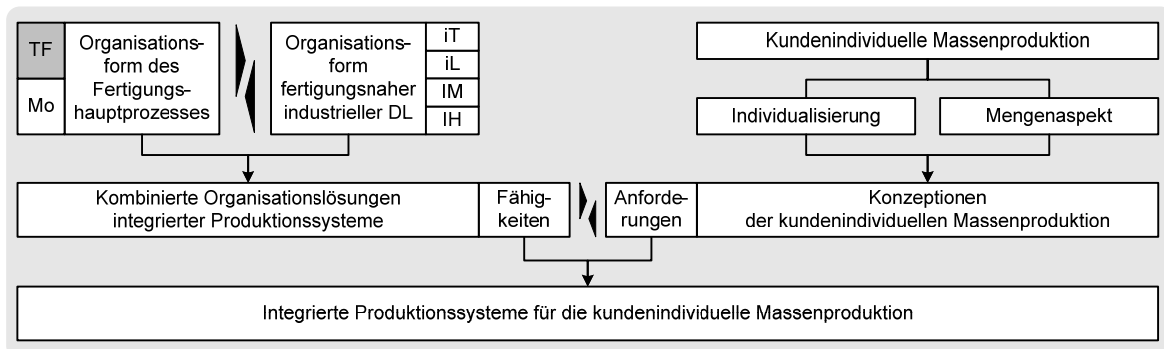 TF
Mo
Organisations-
form des
Fertigungs-
hauptprozesses
Organisations-
form
fertigungsnaher
industrieller DL
iT
iL
IM
IH
Kundenindividuelle Massenproduktion
Individualisierung
Mengenaspekt
Kombinierte Organisationslösungen
integrierter Produktionssysteme
Fähig-
keiten
Anforde-
rungen
Konzeptionen
der kundenindividuellen Massenproduktion
Integrierte Produktionssysteme für die kundenindividuelle Massenproduktion